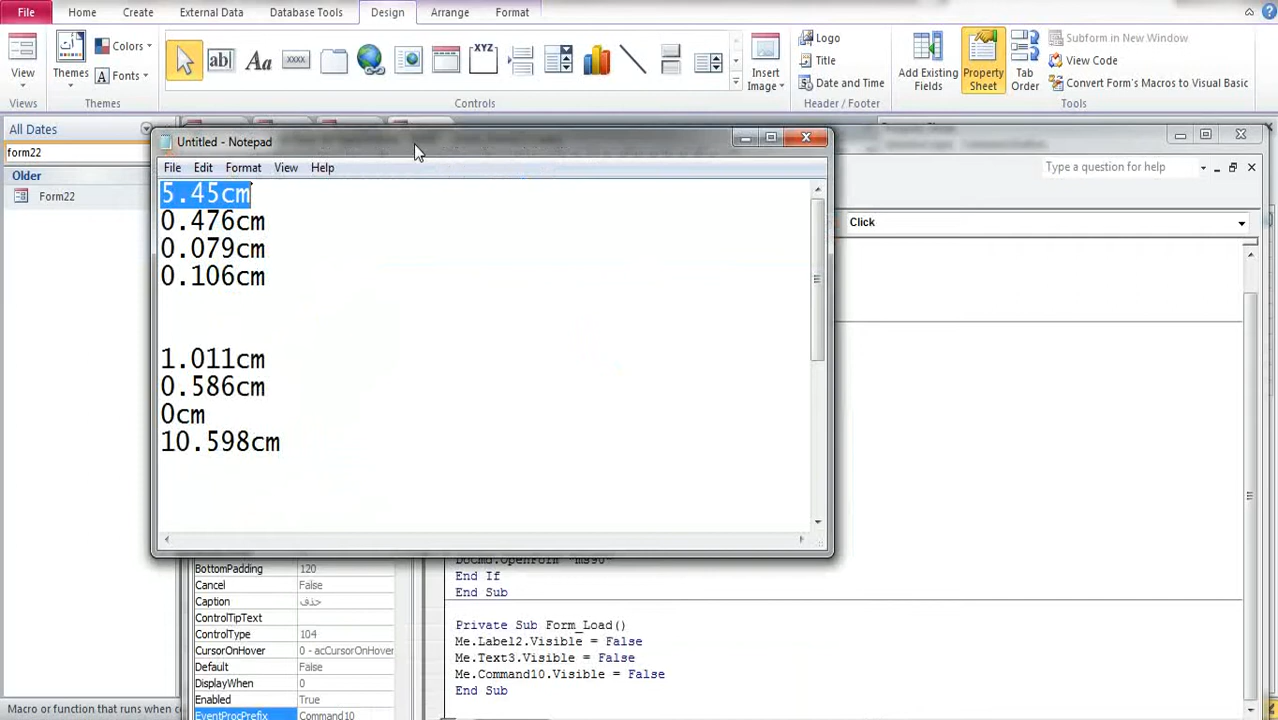 File Home Create External Data Database Tools Design Arrange Format
View
Views
Themes
Colors
Fonts
Themes
ab|
Aa
xxxx
XYZ
Controls
Insert
Image
Logo
Title
Date and Time
Header / Footer
Add Existing
Fields
Property
Sheet
Tab
Order
Subform in New Window
View Code
Convert Form's Macros to Visual Basic
Tools
All Dates
form22
Older
Form22
Untitled - Notepad
File Edit Format View Help
5.45cm
0.476cm
0.079cm
0.106cm
1.011cm
0.586cm
0cm
10.598cm
Type a question for help
Click
BottomPadding 120
Cancel False
Caption حذف
ControlTipText
ControlType 104
CursorOnHover 0 - acCursorOnHover
Default False
DisplayWhen 0
Enabled True
EventProcPrefix Command10
End If
End Sub
Private Sub Form_Load()
Me.Label2.Visible = False
Me.Text3.Visible = False
Me.Command10.Visible = False
End Sub
Macro or function that runs when